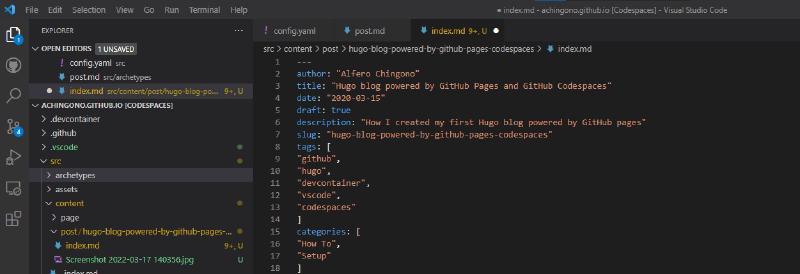 File Edit Selection View Go Run Terminal Help
index.md - achingono.github.io [Codespaces] - Visual Studio Code
EXPLORER
OPEN EDITORS 1 UNSAVED
config.yaml
post.md src/archetypes
index.md src/content/post/hugo-blog-po... 9+, U
ACHINGONO.GITHUB.IO [CODESPACES]
.devcontainer
.github
.vscode
src
archetypes
assets
content
page
post/hugo-blog-powered-by-github-pages-...
index.md 9+, U
Screenshot 2022-03-17 140356.jpg U
index.md
1
4
config.yaml post.md index.md 9+, U
src > content > post > hugo-blog-powered-by-github-pages-codespaces > index.md
1 ---
2 author: "Alfero Chingono"
3 title: "Hugo blog powered by GitHub Pages and GitHub Codespaces"
4 date: "2020-03-15"
5 draft: true
6 description: "How I created my first Hugo blog powered by GitHub pages"
7 slug: "hugo-blog-powered-by-github-pages-codespaces"
8 tags: [
9 "github",
10 "hugo",
11 "devcontainer",
12 "vscode",
13 "codespaces"
14 ]
15 categories: [
16 "How To",
17 "Setup"
18 ]